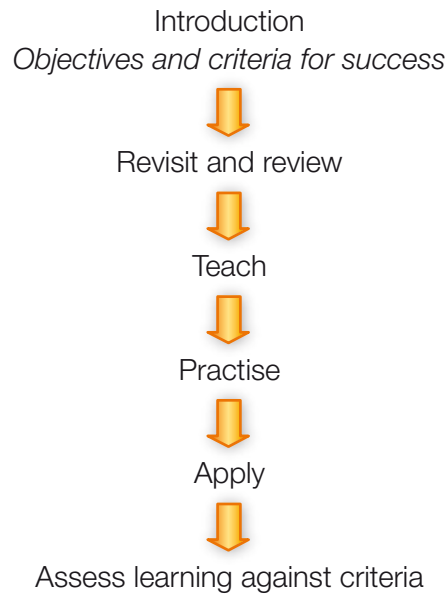 Introduction
Objectives and criteria for success
Revisit and review
Teach
Practise
Apply
Assess learning against criteria